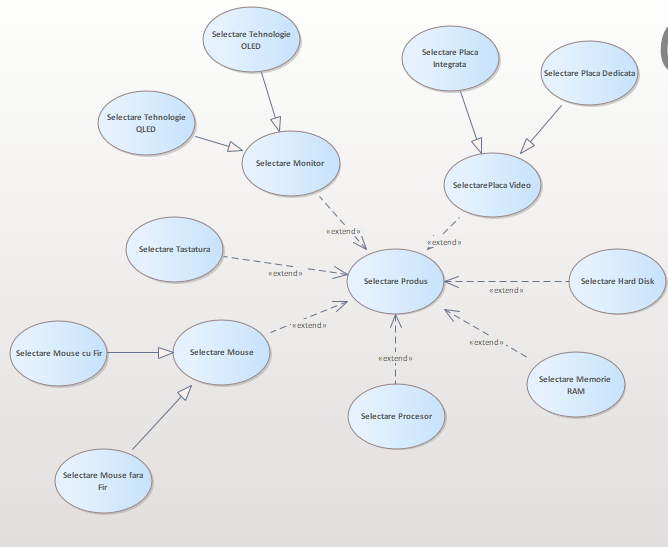 Selectare Tehnologie
OLED
Selectare Placa
Integrata
Selectare Placa Dedicata
Selectare Tehnologie
QLED
Selectare Monitor
SelectarePlaca Video
«extend»
«extend»
Selectare Tastatura
«extend»
Selectare Produs
Selectare Hard Disk
«extend»
«extend»
Selectare Mouse cu Fir
Selectare Mouse
«extend»
«extend»
Selectare Memorie
RAM
Selectare Procesor
Selectare Mouse fara
Fir